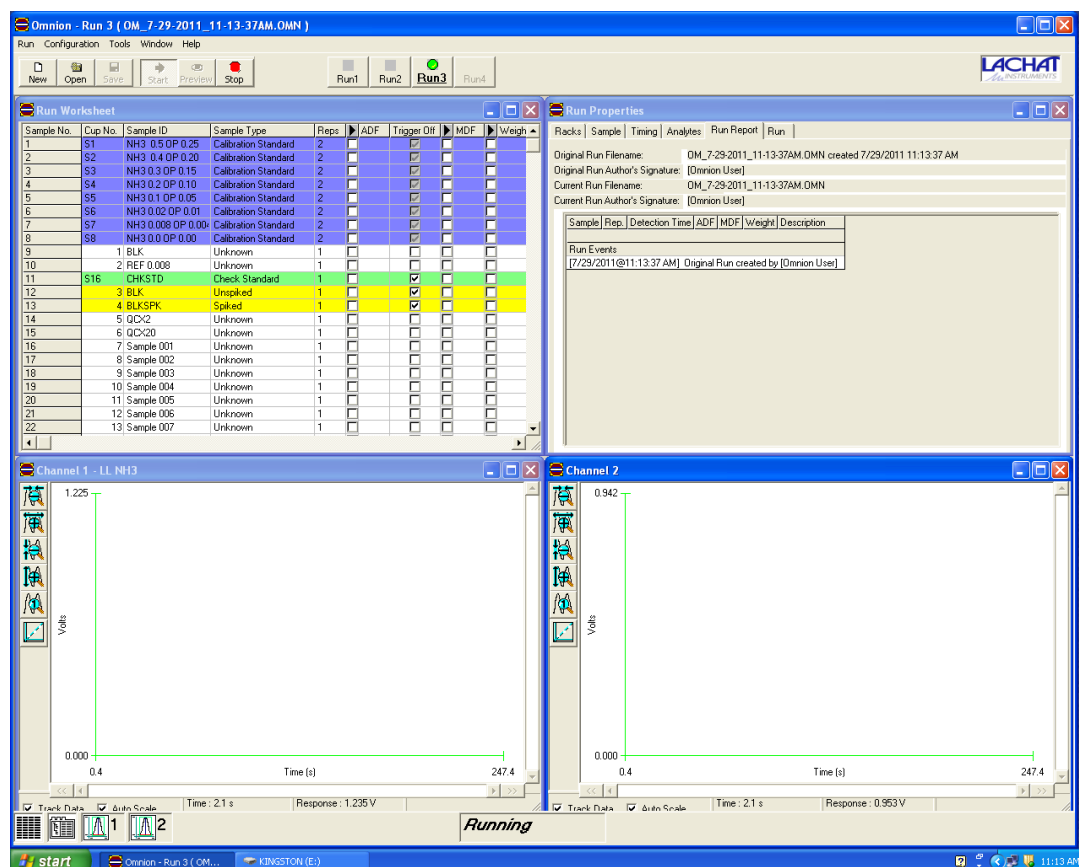 Omnion - Run 3 ( OM_7-29-2011_11-13-37AM.OMN )
Run Configuration Tools Window Help
New Open Save Start Preview Stop Run1 Run2 Run3 Run4
LACHAT
INSTRUMENTS
Run Worksheet
Sample No. Cup No. Sample ID Sample Type Reps ADF Trigger Off MDF Weigh
1 S1 NH3 0.5 OP 0.25 Calibration Standard 2
2 S2 NH3 0.4 OP 0.20 Calibration Standard 2
3 S3 NH3 0.3 OP 0.15 Calibration Standard 2
4 S4 NH3 0.2 OP 0.10 Calibration Standard 2
5 S5 NH3 0.1 OP 0.05 Calibration Standard 2
6 S6 NH3 0.02 OP 0.01 Calibration Standard 2
7 S7 NH3 0.008 OP 0.00 Calibration Standard 2
8 S8 NH3 0.0 OP 0.00 Calibration Standard 2
9 1 BLK Unknown 1
10 2 REF 0.008 Unknown 1
11 S16 CHKSTD Check Standard 1
12 3 BLK Unspiked 1
13 4 BLKSPK Spiked 1
14 5 QCX2 Unknown 1
15 6 QCX20 Unknown 1
16 7 Sample 001 Unknown 1
17 8 Sample 002 Unknown 1
18 9 Sample 003 Unknown 1
19 10 Sample 004 Unknown 1
20 11 Sample 005 Unknown 1
21 12 Sample 006 Unknown 1
22 13 Sample 007 Unknown 1
Run Properties
Racks Sample Timing Analytes Run Report Run
Original Run Filename: OM_7-29-2011_11-13-37AM.OMN created 7/29/2011 11:13:37 AM
Original Run Author's Signature: [Omnion User]
Current Run Filename: OM_7-29-2011_11-13-37AM.OMN
Current Run Author's Signature: [Omnion User]
Sample Rep. Detection Time ADF MDF Weight Description
Run Events
[7/29/2011@11:13:37 AM] Original Run created by [Omnion User]
Channel 1 - LL NH3
1.225
Volts
0.000
0.4 Time (s) 247.4
Track Data Auto Scale Time : 2.1 s Response : 1.235 V
Channel 2
0.942
Volts
0.000
0.4 Time (s) 247.4
Track Data Auto Scale Time : 2.1 s Response : 0.953 V
1 2 Running
start Omnion - Run 3 ( OM... KINGSTON (E:) 11:13 AM